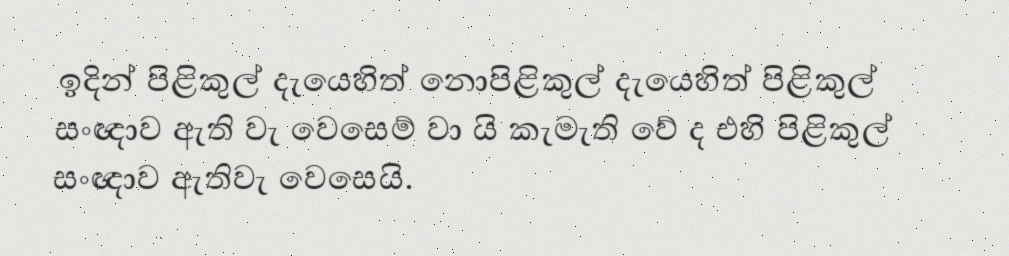 ඉදින් පිළිකුල් දැයෙහිත් නොපිළිකුල් දැයෙහිත් පිළිකුල්
සංඥාව ඇති වැ වෙසෙම් වා යි කැමැති වේ ද එහි පිළිකුල්
සංඥාව ඇතිවැ වෙසෙයි.